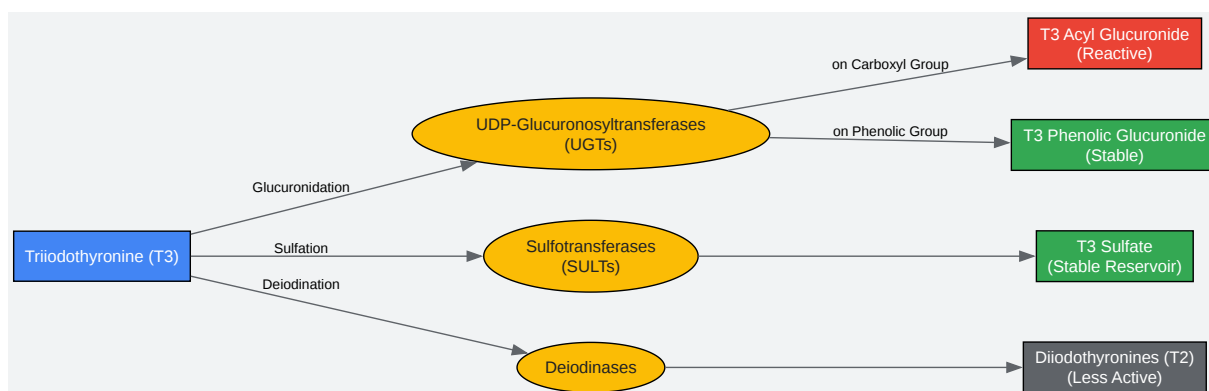 T3 Acyl Glucuronide
(Reactive)
on Carboxyl Group
UDP-Glucuronosyltransferases
(UGTs)
on Phenolic Group
T3 Phenolic Glucuronide
(Stable)
Glucuronidation
Triiodothyronine (T3)
Sulfation
Sulfotransferases
(SULTs)
T3 Sulfate
(Stable Reservoir)
Deiodination
Deiodinases
Diiodothyronines (T2)
(Less Active)